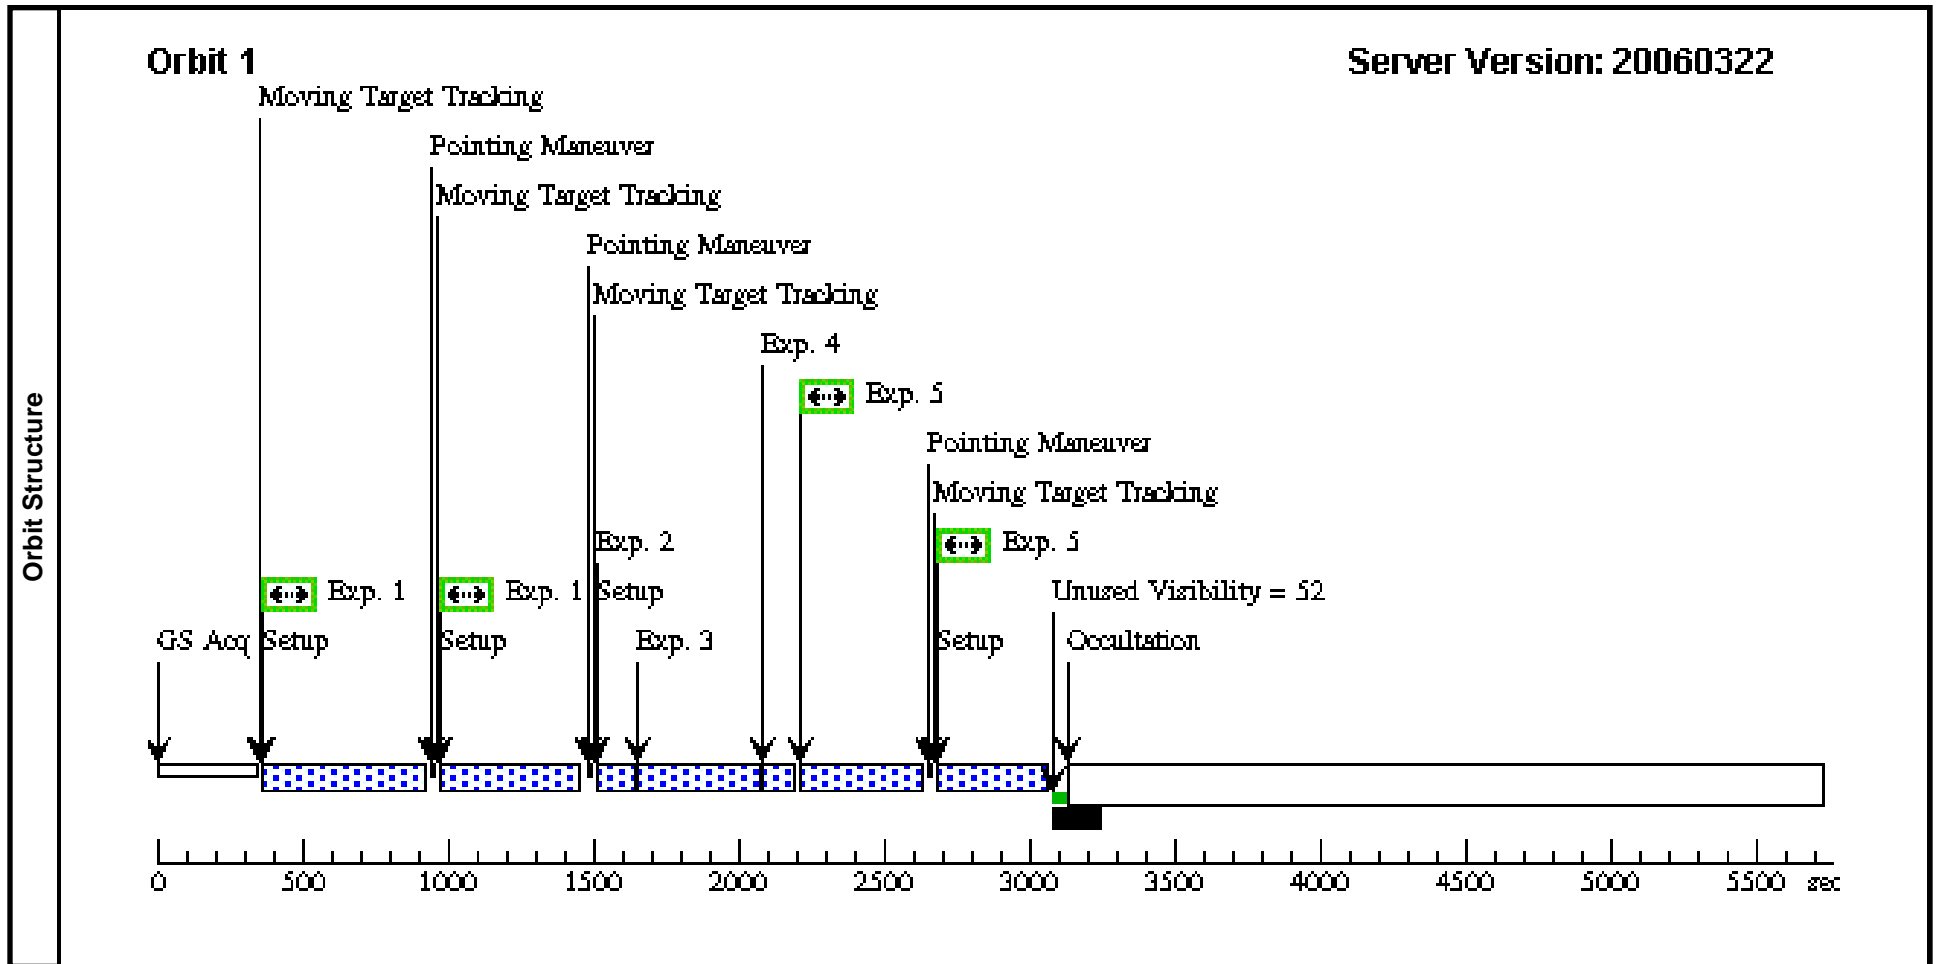 Orbit 1
Server Version: 20060322
Moving Target Tracking
Pointing Maneuver
Moving Target Tracking
Pointing Maneuver
Moving Target Tracking
Exp. 4
Exp. 5
Pointing Maneuver
Moving Target Tracking
Exp. 2
Exp. 5
Exp. 1
Exp. 1
Setup
Unused Visibility = 52
GS Acq
Setup
Setup
Exp. 3
Setup
Occultation
0 500 1000 1500 2000 2500 3000 3500 4000 4500 5000 5500 sec
Orbit Structure